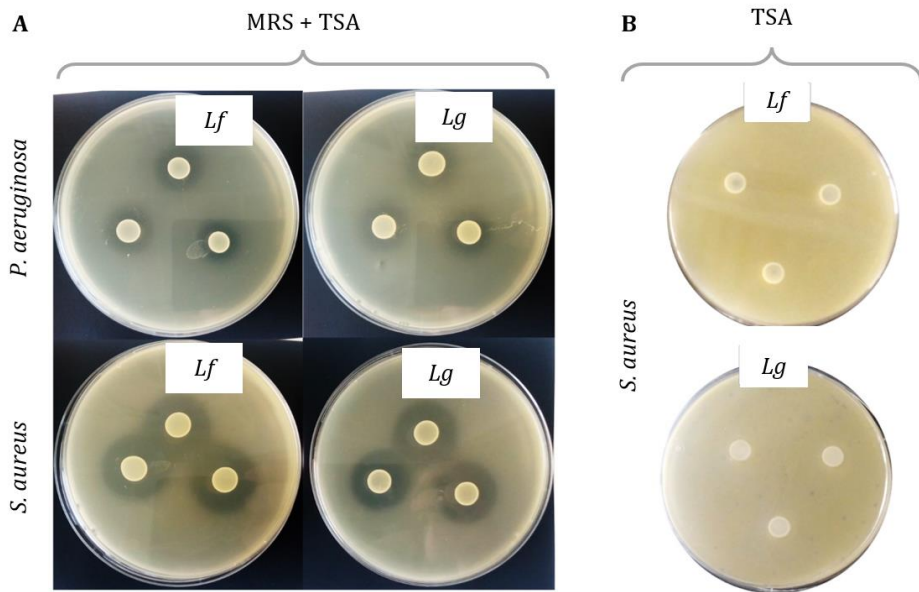 A
MRS + TSA
B
TSA
Lf
Lg
Lf
P. aeruginosa
Lf
Lg
Lg
S. aureus
S. aureus